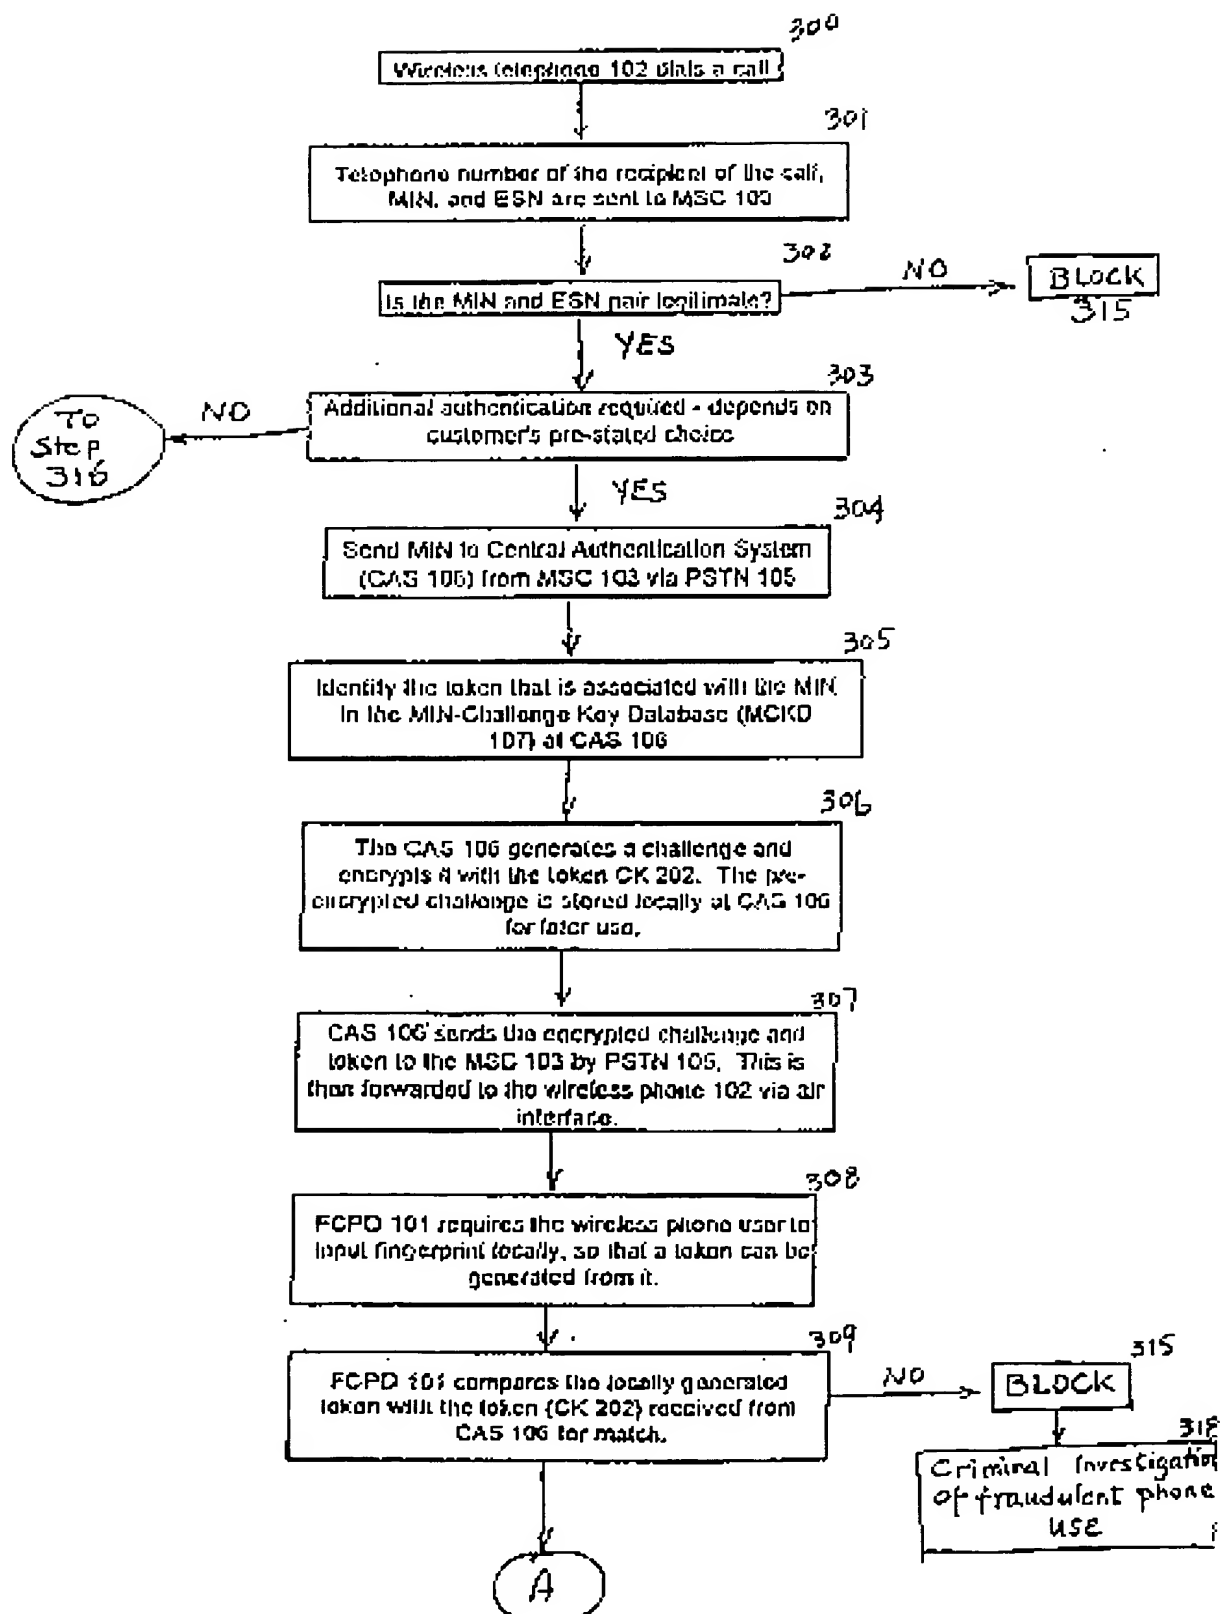 300
Wireless telephone 102 dials a call
301
Telephone number of the recipient of the call,
MIN, and ESN are sent to MSC 103
302
Is the MIN and ESN pair legitimate?
NO
BLOCK
315
YES
303
Additional authentication required - depends on
customer's pre-stated choice
NO
To
Step
316
YES
304
Send MIN to Central Authentication System
(CAS 106) from MSC 103 via PSTN 105
305
Identify the token that is associated with the MIN
in the MIN-Challenge Key Database (MCKD
107) at CAS 106
306
The CAS 106 generates a challenge and
encrypts it with the token CK 202. The pre-
encrypted challenge is stored locally at CAS 106
for later use.
307
CAS 106 sends the encrypted challenge and
token to the MSC 103 by PSTN 105. This is
then forwarded to the wireless phone 102 via air
interface.
308
FCPD 101 requires the wireless phone user to
input fingerprint locally, so that a token can be
generated from it.
309
FCPD 101 compares the locally generated
token with the token (CK 202) received from
CAS 106 for match.
NO
315
BLOCK
318
Criminal Investigation
of fraudulent phone
use
A